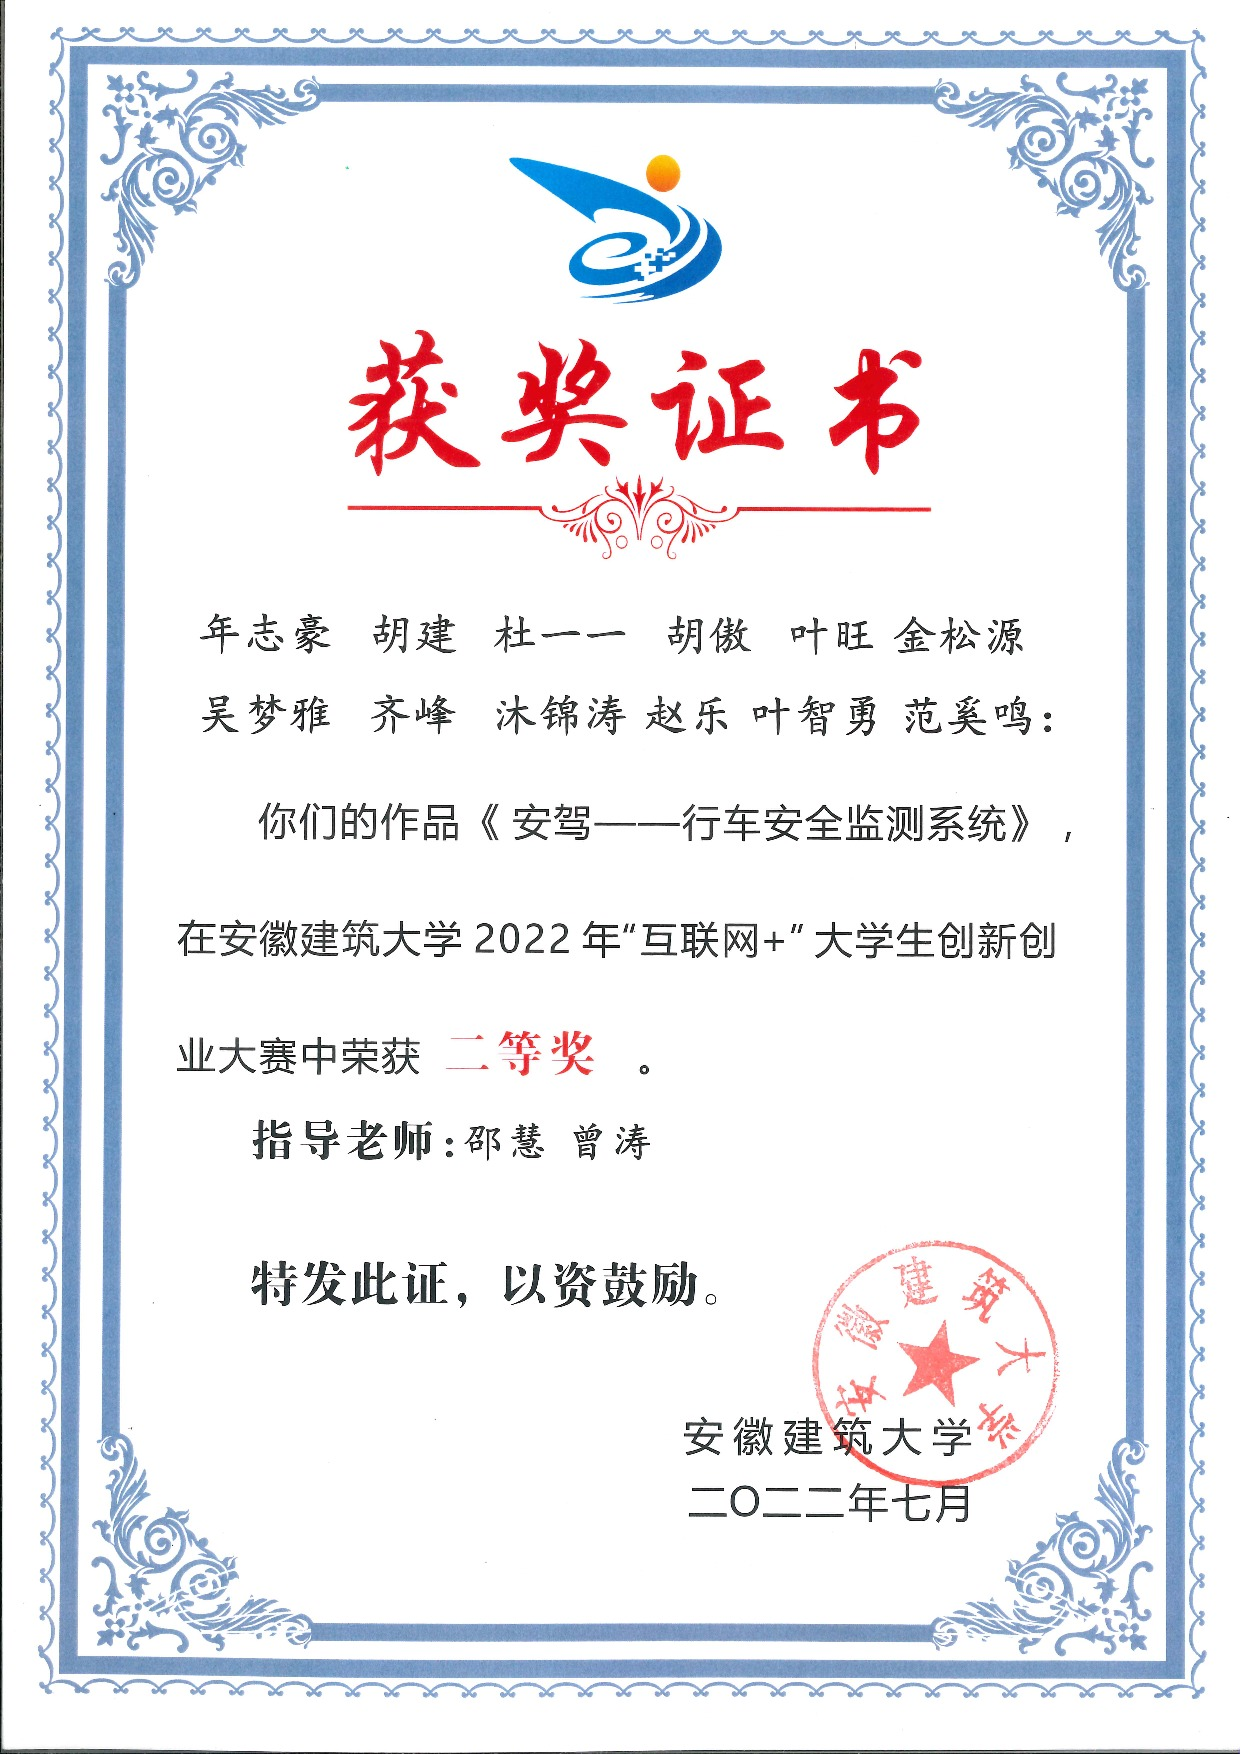 获奖证书
年志豪 胡建 杜一一 胡傲 叶旺 金松源
吴梦雅 齐峰 沐锦涛 赵乐 叶智勇 范奚鸣：
你们的作品《 安驾——行车安全监测系统》，
在安徽建筑大学 2022 年“互联网+” 大学生创新创
业大赛中荣获 二等奖 。
指导老师：邵慧 曾涛
特发此证，以资鼓励。
安徽建筑大学
安徽建筑大学
二〇二二年七月